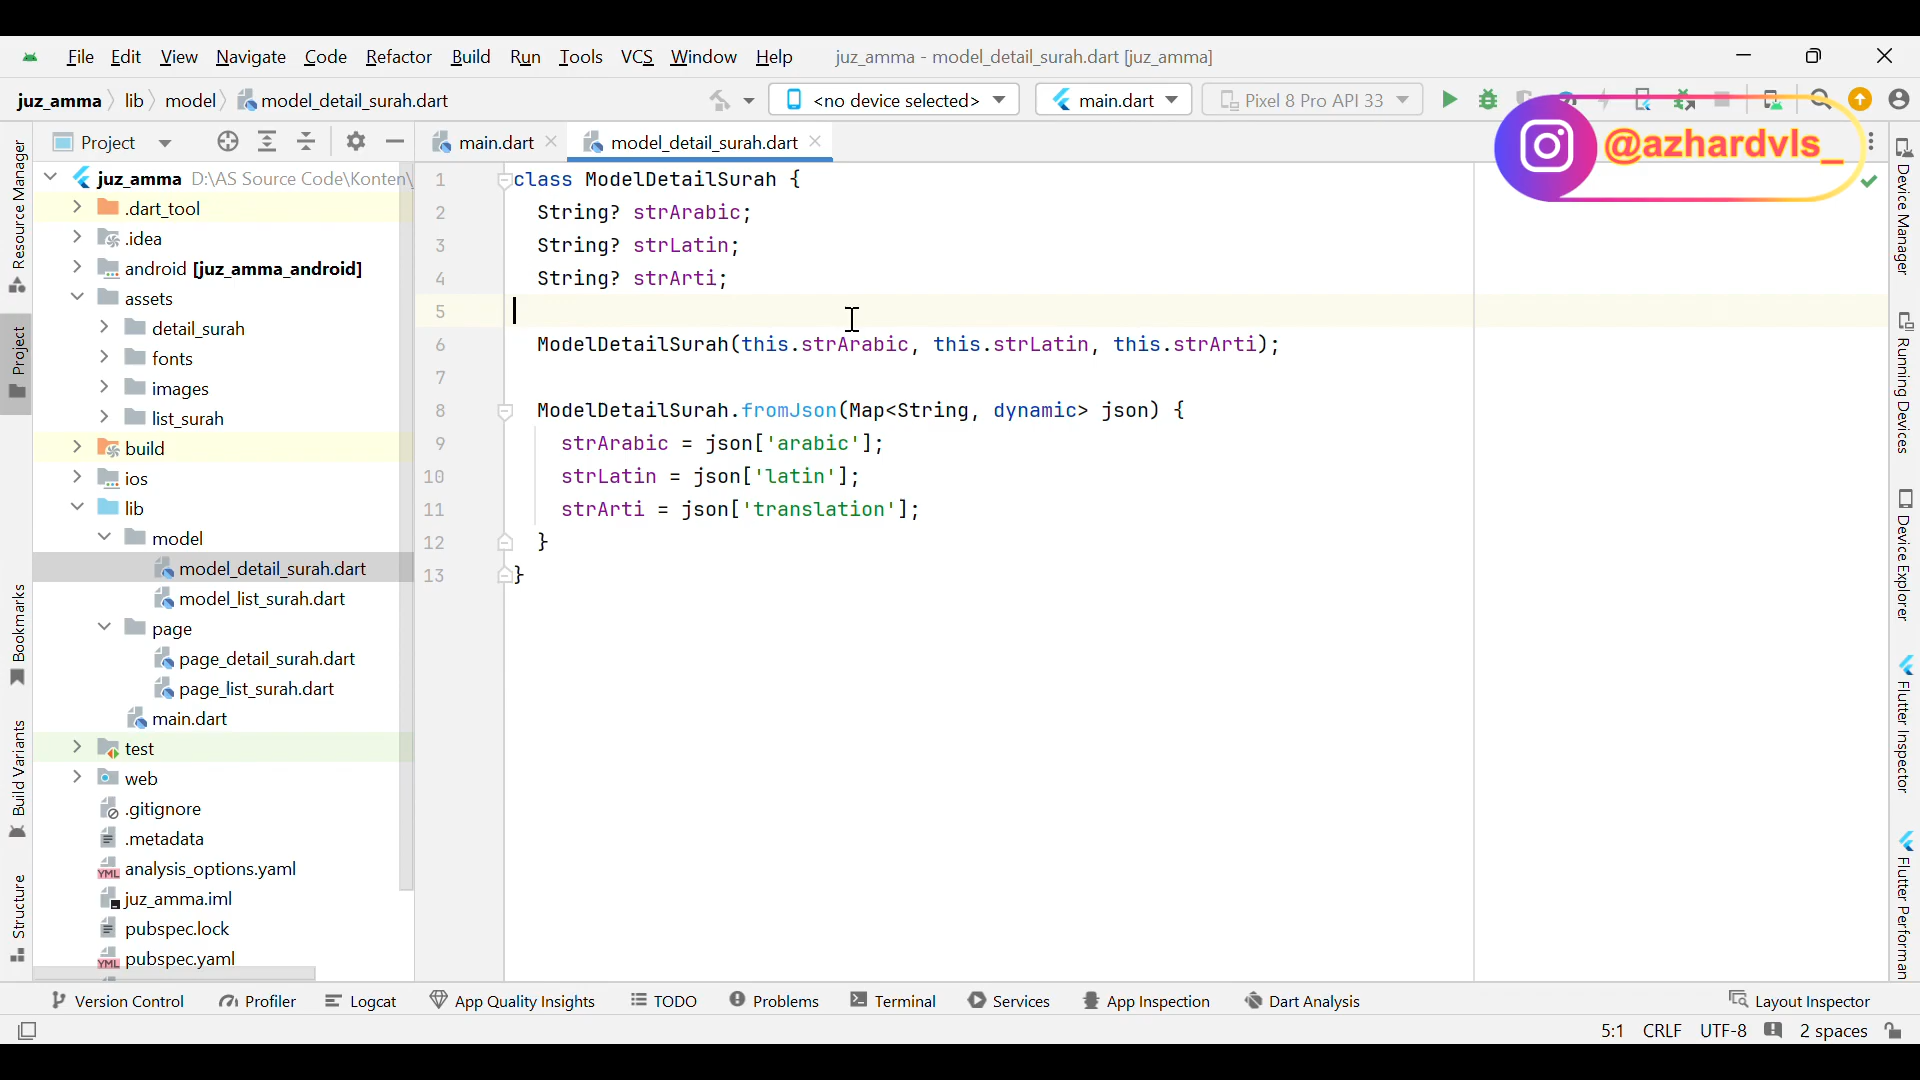 File Edit View Navigate Code Refactor Build Run Tools VCS Window Help juz_amma - model_detail_surah.dart [juz_amma]
juz_amma lib model model_detail_surah.dart <no device selected> main.dart Pixel 8 Pro API 33
@azhardvls_
Project main.dart model_detail_surah.dart
juz_amma D:\AS Source Code\Konten\
.dart_tool
.idea
android [juz_amma_android]
assets
detail_surah
fonts
images
list_surah
build
ios
lib
model
model_detail_surah.dart
model_list_surah.dart
page
page_detail_surah.dart
page_list_surah.dart
main.dart
test
web
.gitignore
.metadata
analysis_options.yaml
juz_amma.iml
pubspec.lock
pubspec.yaml
1 class ModelDetailSurah {
2 String? strArabic;
3 String? strLatin;
4 String? strArti;
5
6 ModelDetailSurah(this.strArabic, this.strLatin, this.strArti);
7
8 ModelDetailSurah.fromJson(Map<String, dynamic> json) {
9 strArabic = json['arabic'];
10 strLatin = json['latin'];
11 strArti = json['translation'];
12 }
13 }
Resource Manager
Project
Bookmarks
Build Variants
Structure
Device Manager
Running Devices
Device Explorer
Flutter Inspector
Flutter Performan
Version Control Profiler Logcat App Quality Insights TODO Problems Terminal Services App Inspection Dart Analysis Layout Inspector
5:1 CRLF UTF-8 2 spaces